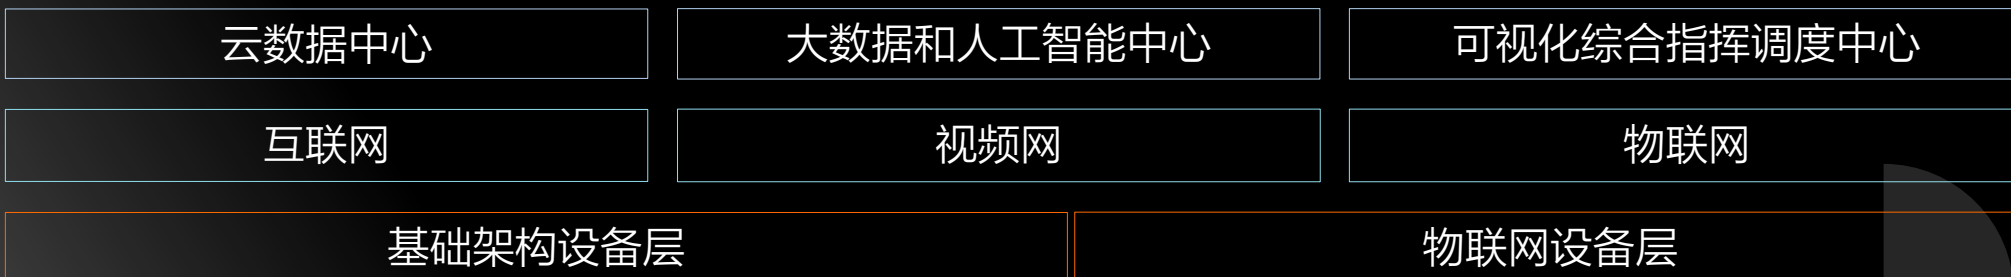 云数据中心 大数据和人工智能中心 可视化综合指挥调度中心
互联网 视频网 物联网
基础架构设备层 物联网设备层